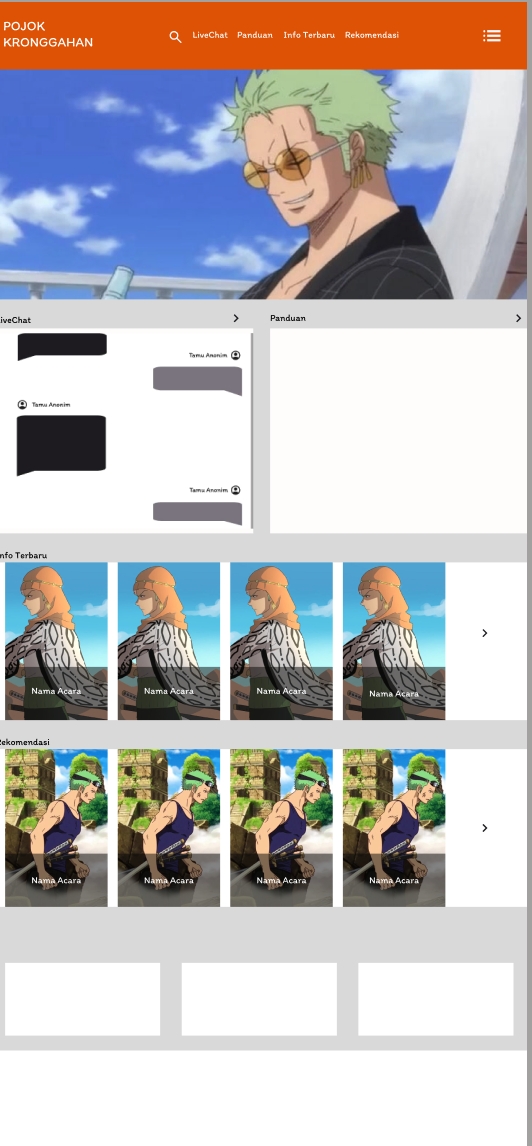 POJOK
KRONGGAHAN
LiveChat Panduan Info Terbaru Rekomendasi
iveChat
Panduan
Tamu Anonim
Tamu Anonim
Tamu Anonim
nfo Terbaru
Nama Acara
Nama Acara
Nama Acara
Nama Acara
Rekomendasi
Nama Acara
Nama Acara
Nama Acara
Nama Acara